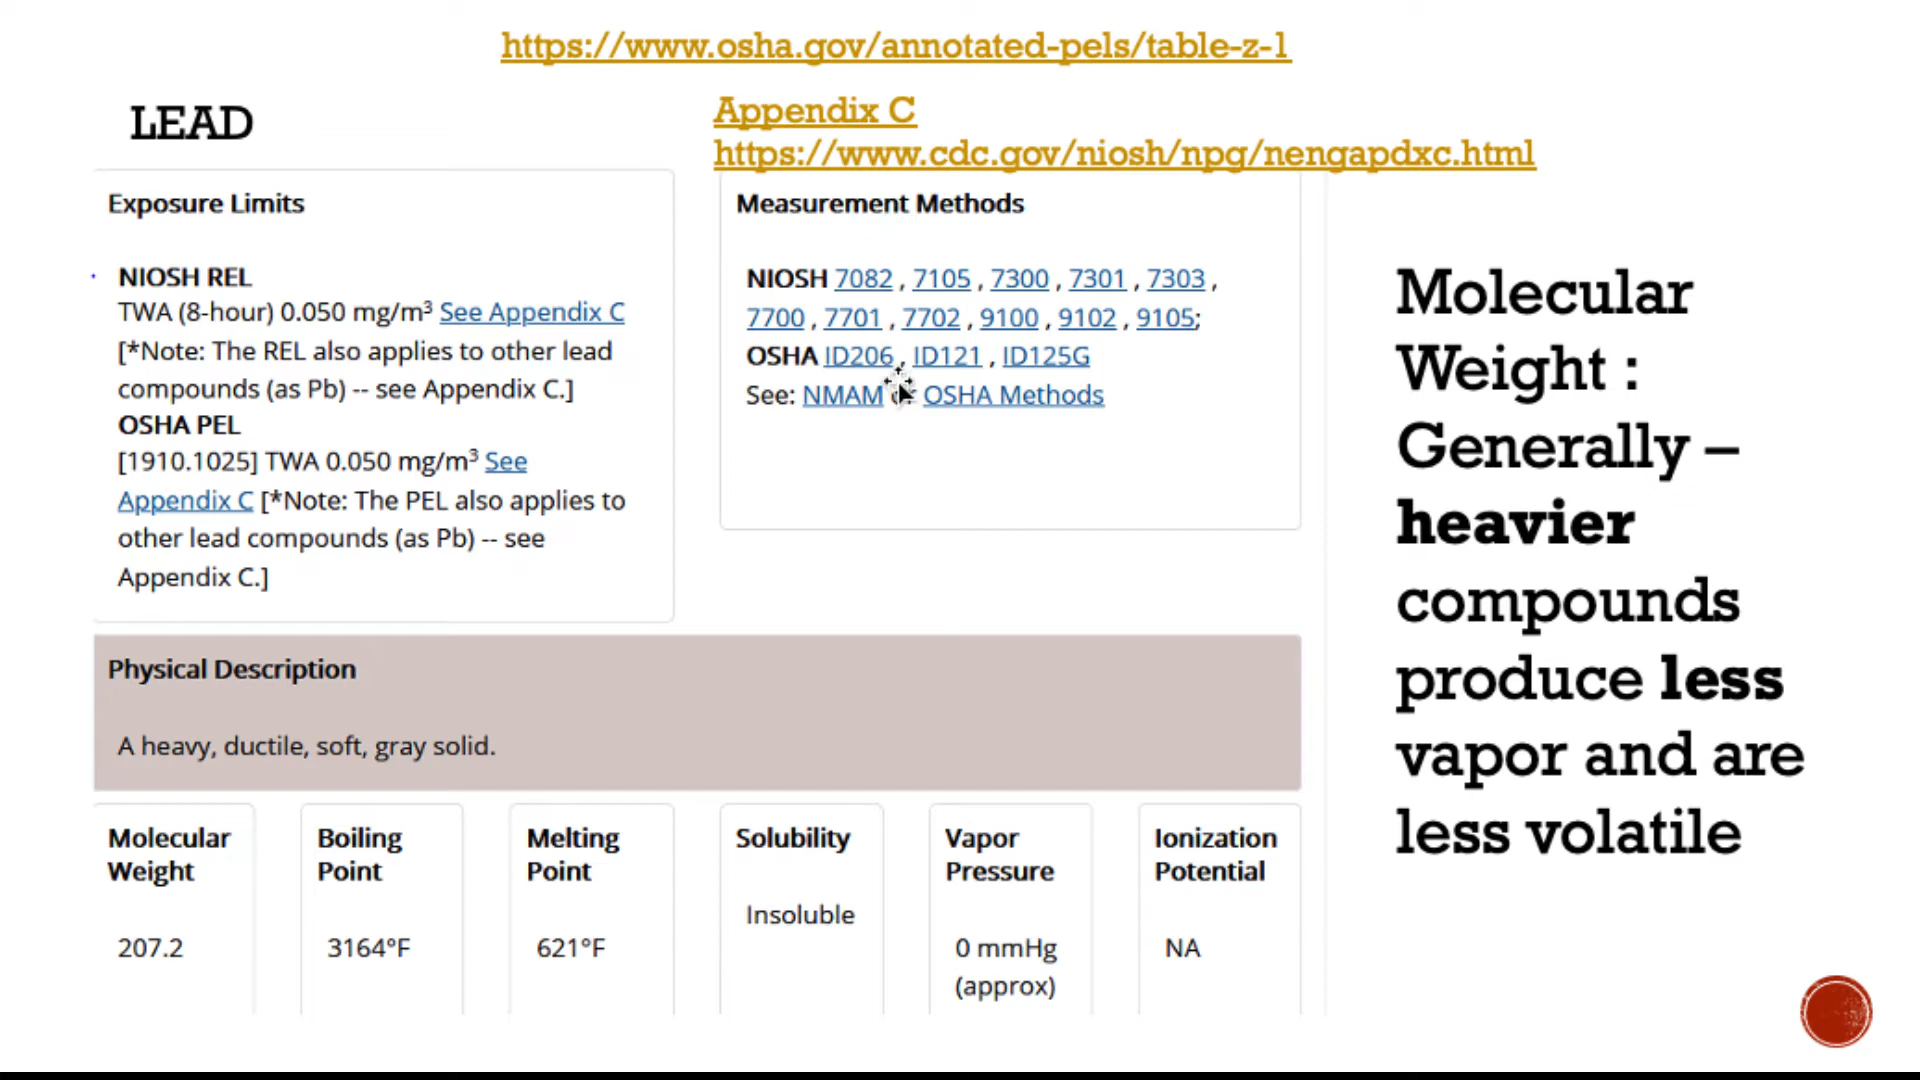 https://www.osha.gov/annotated-pels/table-z-1
LEAD
Appendix C
https://www.cdc.gov/niosh/npg/nengapdxc.html
Exposure Limits
NIOSH REL
TWA (8-hour) 0.050 mg/m³ See Appendix C
[*Note: The REL also applies to other lead
compounds (as Pb) -- see Appendix C.]
OSHA PEL
[1910.1025] TWA 0.050 mg/m³ See
Appendix C [*Note: The PEL also applies to
other lead compounds (as Pb) -- see
Appendix C.]
Measurement Methods
NIOSH 7082 , 7105 , 7300 , 7301 , 7303 ,
7700 , 7701 , 7702 , 9100 , 9102 , 9105;
OSHA ID206 , ID121 , ID125G
See: NMAM OSHA Methods
Molecular
Weight :
Generally –
heavier
compounds
produce less
vapor and are
less volatile
Physical Description
A heavy, ductile, soft, gray solid.
Molecular
Weight
207.2
Boiling
Point
3164°F
Melting
Point
621°F
Solubility
Insoluble
Vapor
Pressure
0 mmHg
(approx)
Ionization
Potential
NA